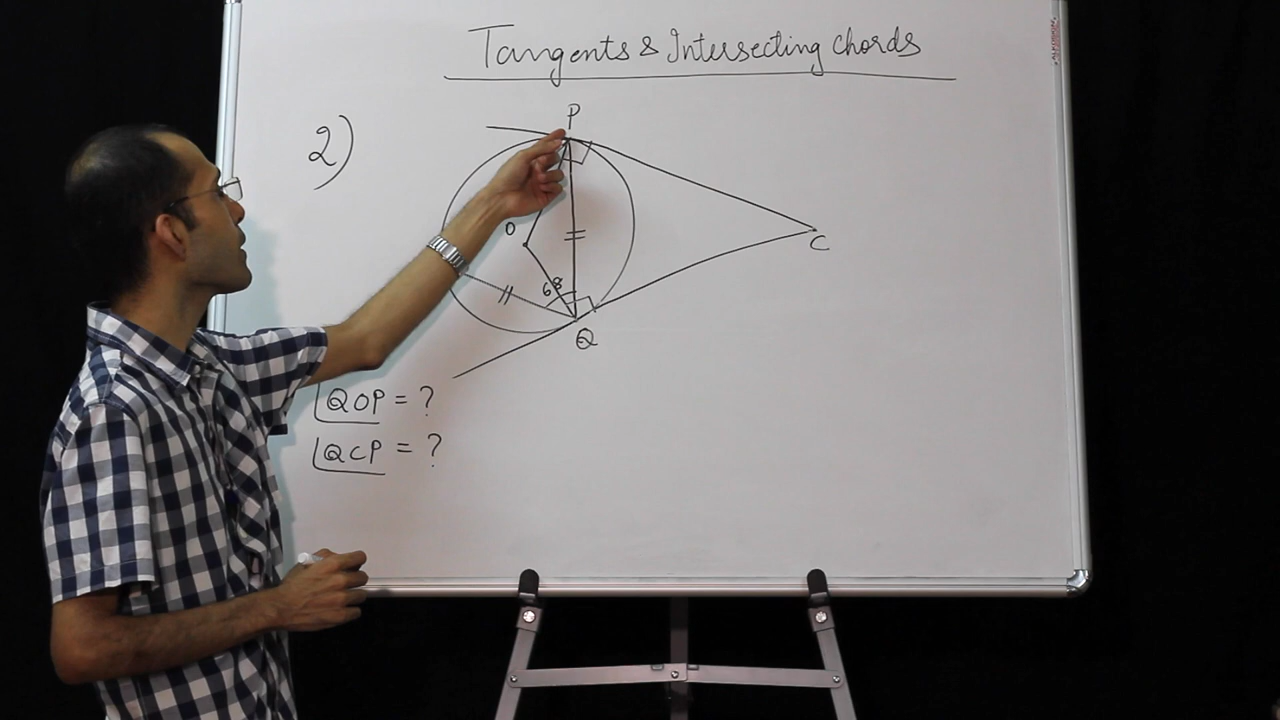 Tangents & Intersecting Chords
2)
P
O
C
68
Q
∠QOP = ?
∠QCP = ?